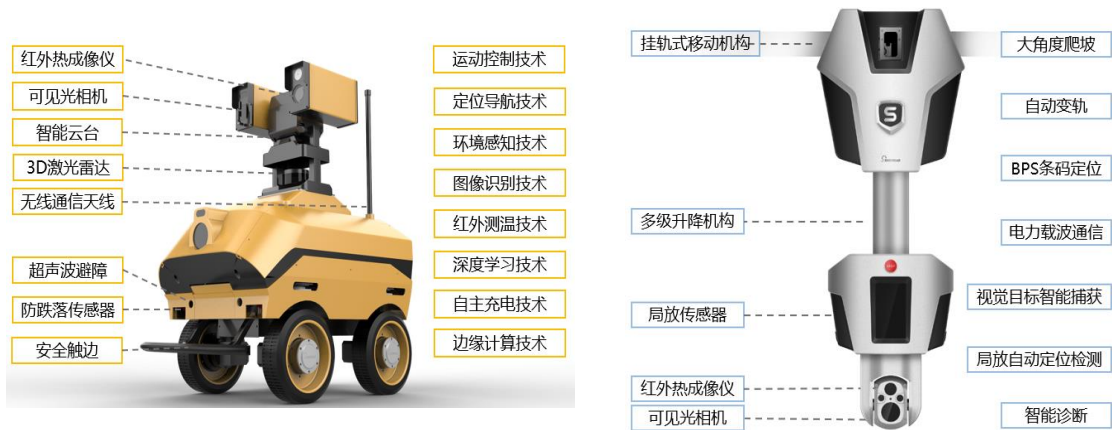 红外热成像仪
可见光相机
智能云台
3D激光雷达
无线通信天线
超声波避障
防跌落传感器
安全触边
运动控制技术
定位导航技术
环境感知技术
图像识别技术
红外测温技术
深度学习技术
自主充电技术
边缘计算技术
挂轨式移动机构
多级升降机构
局放传感器
红外热成像仪
可见光相机
S
大角度爬坡
自动变轨
BPS条码定位
电力载波通信
视觉目标智能捕获
局放自动定位检测
智能诊断